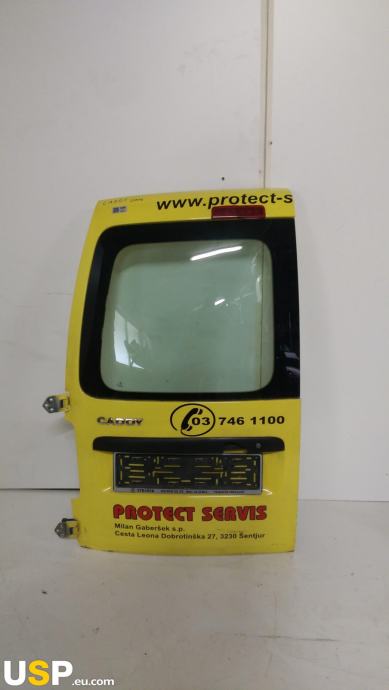 www.protect-s
CADDY
03 746 1100
PROTECT SERVIS
Milan Gaberšek s.p.
Cesta Leona Dobrotinška 27, 3230 Šentjur
USP.eu.com